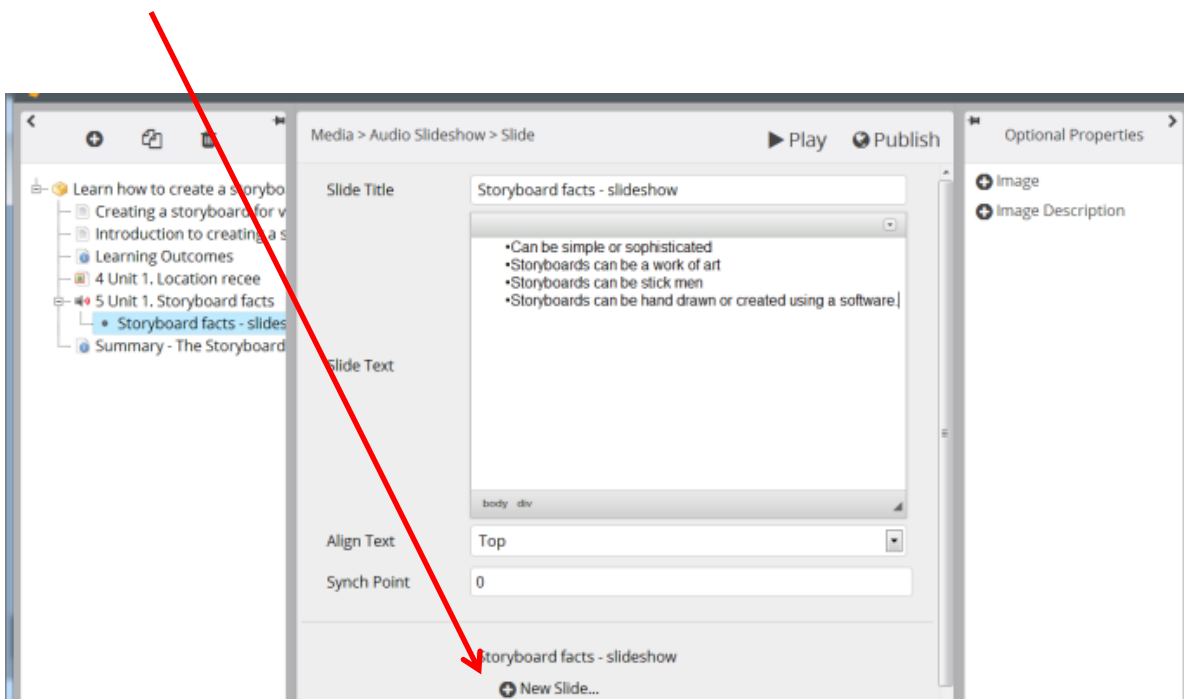 Media > Audio Slideshow > Slide
Play
Publish
Optional Properties
Learn how to create a storybo
Creating a storyboard for v
Introduction to creating a s
Learning Outcomes
4 Unit 1. Location recee
5 Unit 1. Storyboard facts
Storyboard facts - slides
Summary - The Storyboard
Slide Title
Storyboard facts - slideshow
•Can be simple or sophisticated
•Storyboards can be a work of art
•Storyboards can be stick men
•Storyboards can be hand drawn or created using a software.
Slide Text
body div
Align Text
Top
Synch Point
0
Storyboard facts - slideshow
New Slide...
Image
Image Description